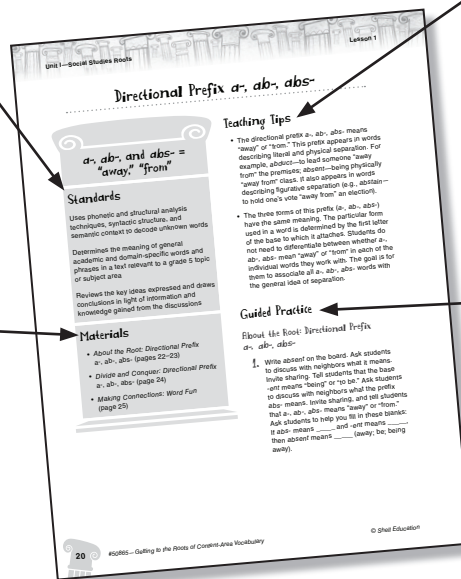 Unit I—Social Studies Roots
Lesson 1
Directional Prefix a-, ab-, abs-
a-, ab-, and abs- =
"away," "from"
Standards
Uses phonetic and structural analysis
techniques, syntactic structure, and
semantic context to decode unknown words
Determines the meaning of general
academic and domain-specific words and
phrases in a text relevant to a grade 5 topic
or subject area
Reviews the key ideas expressed and draws
conclusions in light of information and
knowledge gained from the discussions
Materials
• About the Root: Directional Prefix
a-, ab-, abs- (pages 22–23)
• Divide and Conquer: Directional Prefix
a-, ab-, abs- (page 24)
• Making Connections: Word Fun
(page 25)
Teaching Tips
• The directional prefix a-, ab-, abs- means
"away" or "from." This prefix appears in words
describing literal and physical separation. For
example, abduct—to lead someone "away
from" the premises; absent—being physically
"away from" class. It also appears in words
describing figurative separation (e.g., abstain—
to hold one's vote "away from" an election).
• The three forms of this prefix (a-, ab-, abs-)
have the same meaning. The particular form
used in a word is determined by the first letter
of the base to which it attaches. Students do
not need to differentiate between whether a-,
ab-, abs- mean "away" or "from" in each of the
individual words they work with. The goal is for
them to associate all a-, ab-, abs- words with
the general idea of separation.
Guided Practice
About the Root: Directional Prefix
a-, ab-, abs-
1. Write absent on the board. Ask students
to discuss with neighbors what it means.
Invite sharing. Tell students that the base
-ent means "being" or "to be." Ask students
to discuss with neighbors what the prefix
abs- means. Invite sharing, and tell students
that a-, ab-, abs- means "away" or "from."
Ask students to help you fill in these blanks:
If abs- means _____ and -ent means _____,
then absent means _____ (away; be; being
away).
20
#50865—Getting to the Roots of Content-Area Vocabulary
© Shell Education